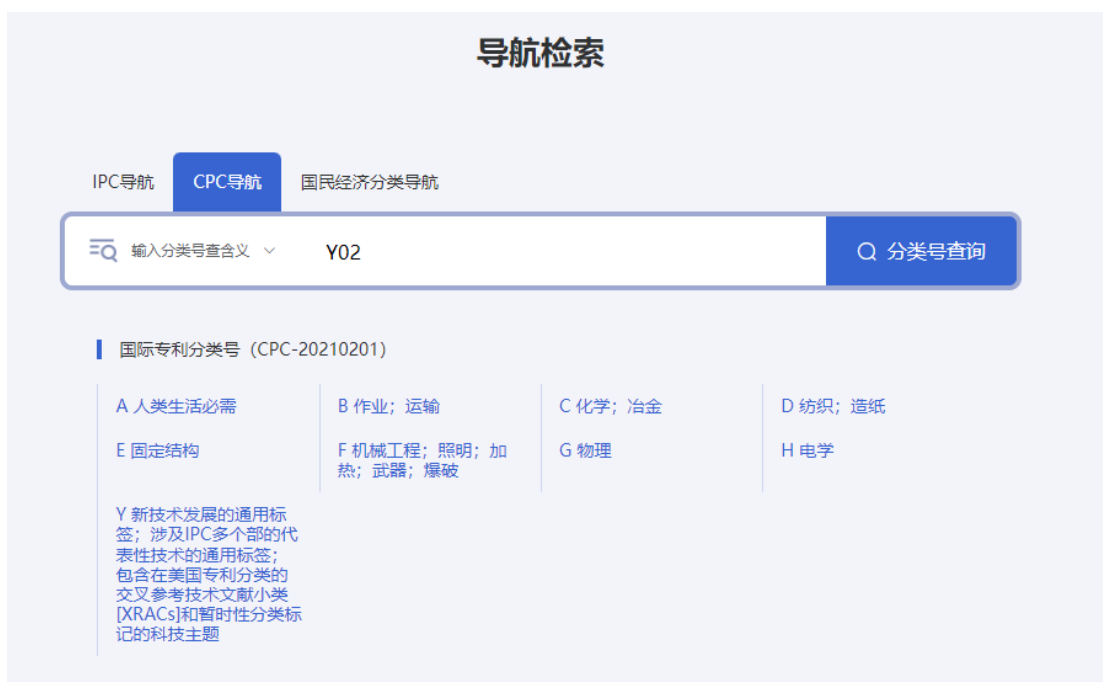 导航检索
IPC导航 CPC导航 国民经济分类导航
输入分类号查含义 Y02 分类号查询
国际专利分类号（CPC-20210201）
A 人类生活必需 B 作业；运输 C 化学；冶金 D 纺织；造纸
E 固定结构 F 机械工程；照明；加 G 物理 H 电学
热；武器；爆破
Y 新技术发展的通用标
签；涉及IPC多个部的代
表性技术的通用标签；
包含在美国专利分类的
交叉参考技术文献小类
[XRACs]和暂时性分类标
记的科技主题